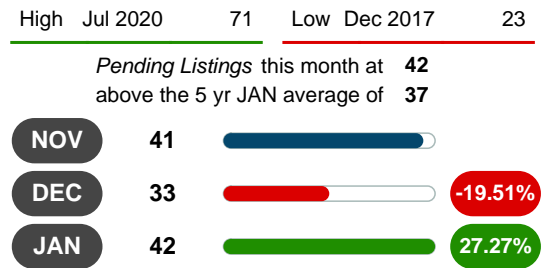 High Jul 2020 71 Low Dec 2017 23
Pending Listings this month at 42
above the 5 yr JAN average of 37
NOV 41
DEC 33 -19.51%
JAN 42 27.27%